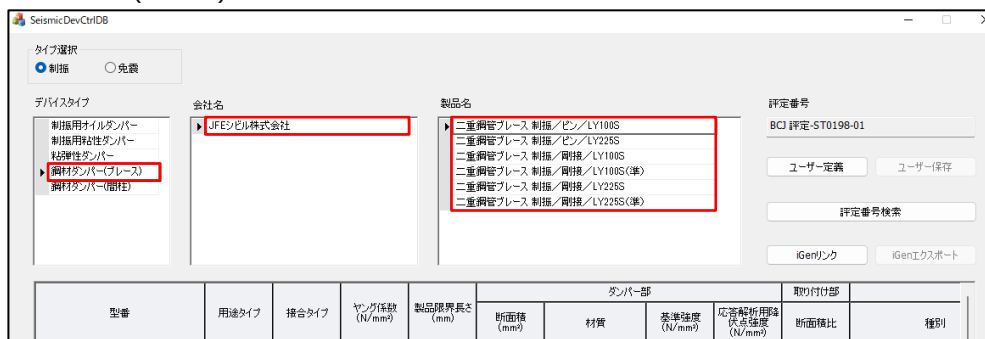 SeismicDevCtrlDB
タイプ選択
制振 免震
デバイスタイプ 会社名 製品名 評定番号
制振用オイルダンパー
制振用粘性ダンパー
粘弾性ダンパー
鋼材ダンパー(ブレース)
鋼材ダンパー(間柱)
JFEシビル株式会社
二重鋼管ブレース 制振/ピン/LY100S
二重鋼管ブレース 制振/ピン/LY225S
二重鋼管ブレース 制振/剛接/LY100S
二重鋼管ブレース 制振/剛接/LY100S(準)
二重鋼管ブレース 制振/剛接/LY225S
二重鋼管ブレース 制振/剛接/LY225S(準)
BCJ 評定-ST0198-01
ユーザー定義 ユーザー保存
評定番号検索
iGenリンク iGenエクスポート
型番 用途タイプ 接合タイプ
ヤング係数
(N/mm²)
製品限界長さ
(mm)
ダンパー部
断面積
(mm²)
材質
基準強度
(N/mm²)
応答解析用降
伏点強度
(N/mm²)
取り付け部
断面積比
種別